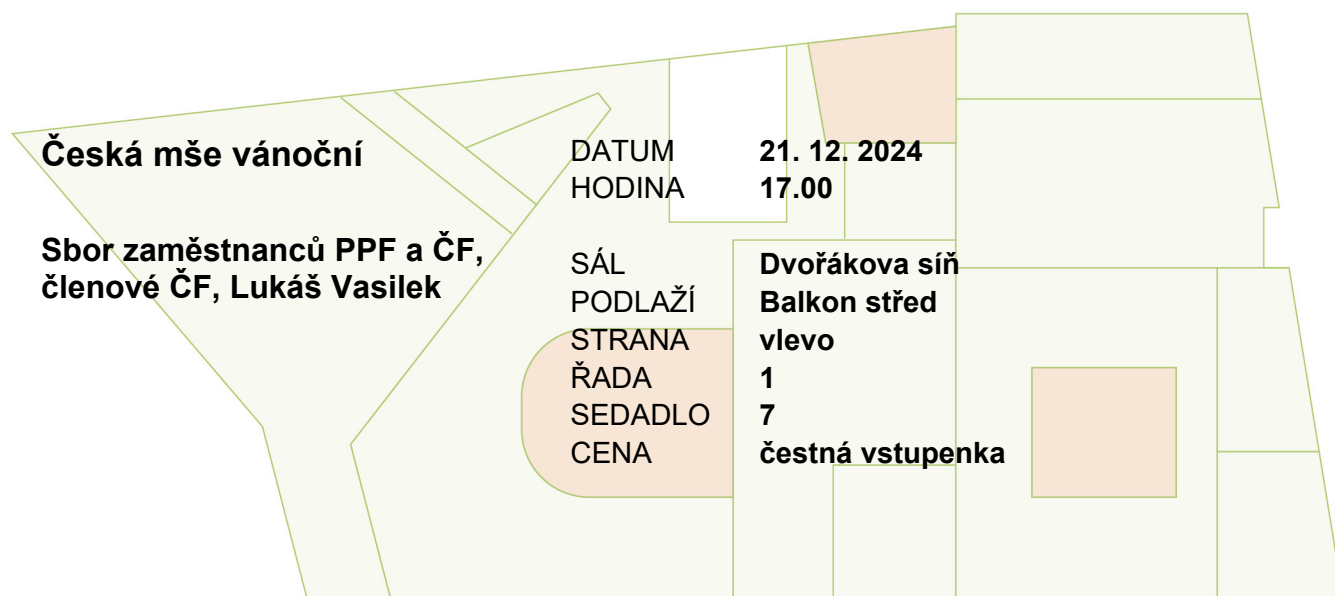 Česká mše vánoční
Sbor zaměstnanců PPF a ČF,
členové ČF, Lukáš Vasilek
DATUM 21. 12. 2024
HODINA 17.00
SÁL Dvořákova síň
PODLAŽÍ Balkon střed
STRANA vlevo
ŘADA 1
SEDADLO 7
CENA čestná vstupenka